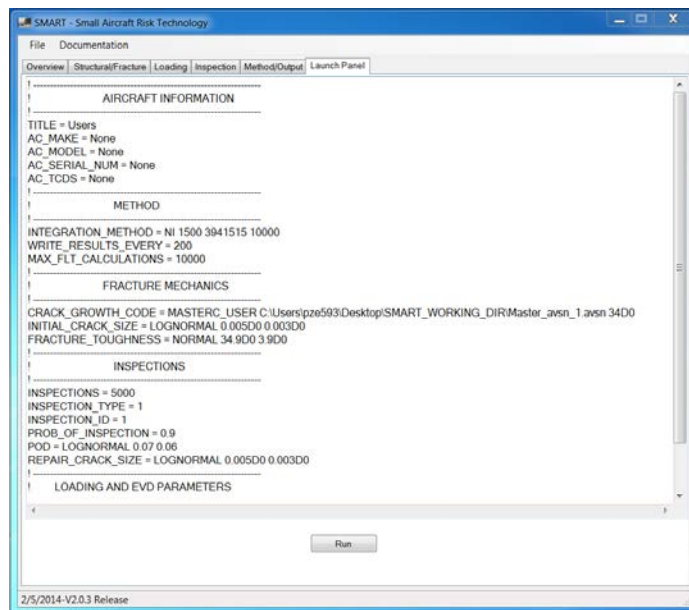 SMART - Small Aircraft Risk Technology
File Documentation
Overview Structural/Fracture Loading Inspection Method/Output Launch Panel
! ------------------------------------------------------------
! AIRCRAFT INFORMATION
! ------------------------------------------------------------
TITLE = Users
AC_MAKE = None
AC_MODEL = None
AC_SERIAL_NUM = None
AC_TCDS = None
! ------------------------------------------------------------
! METHOD
! ------------------------------------------------------------
INTEGRATION_METHOD = NI 1500 3941515 10000
WRITE_RESULTS_EVERY = 200
MAX_FLT_CALCULATIONS = 10000
! ------------------------------------------------------------
! FRACTURE MECHANICS
! ------------------------------------------------------------
CRACK_GROWTH_CODE = MASTERC_USER C:\Users\pze593\Desktop\SMART_WORKING_DIR\Master_avsn_1.avsn 34D0
INITIAL_CRACK_SIZE = LOGNORMAL 0.005D0 0.003D0
FRACTURE_TOUGHNESS = NORMAL 34.9D0 3.9D0
! ------------------------------------------------------------
! INSPECTIONS
! ------------------------------------------------------------
INSPECTIONS = 5000
INSPECTION_TYPE = 1
INSPECTION_ID = 1
PROB_OF_INSPECTION = 0.9
POD = LOGNORMAL 0.07 0.06
REPAIR_CRACK_SIZE = LOGNORMAL 0.005D0 0.003D0
! ------------------------------------------------------------
! LOADING AND EVD PARAMETERS
Run
2/5/2014-V2.0.3 Release